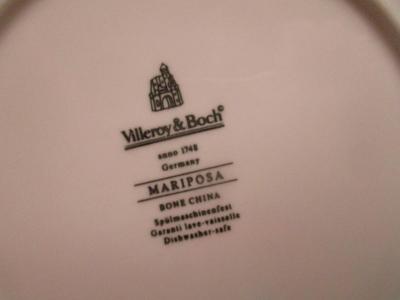 Villeroy & Boch©
anno 1748
Germany
MARIPOSA
BONE CHINA
Spülmaschinenfest
Garanti lave-vaisselle
Dishwasher-safe